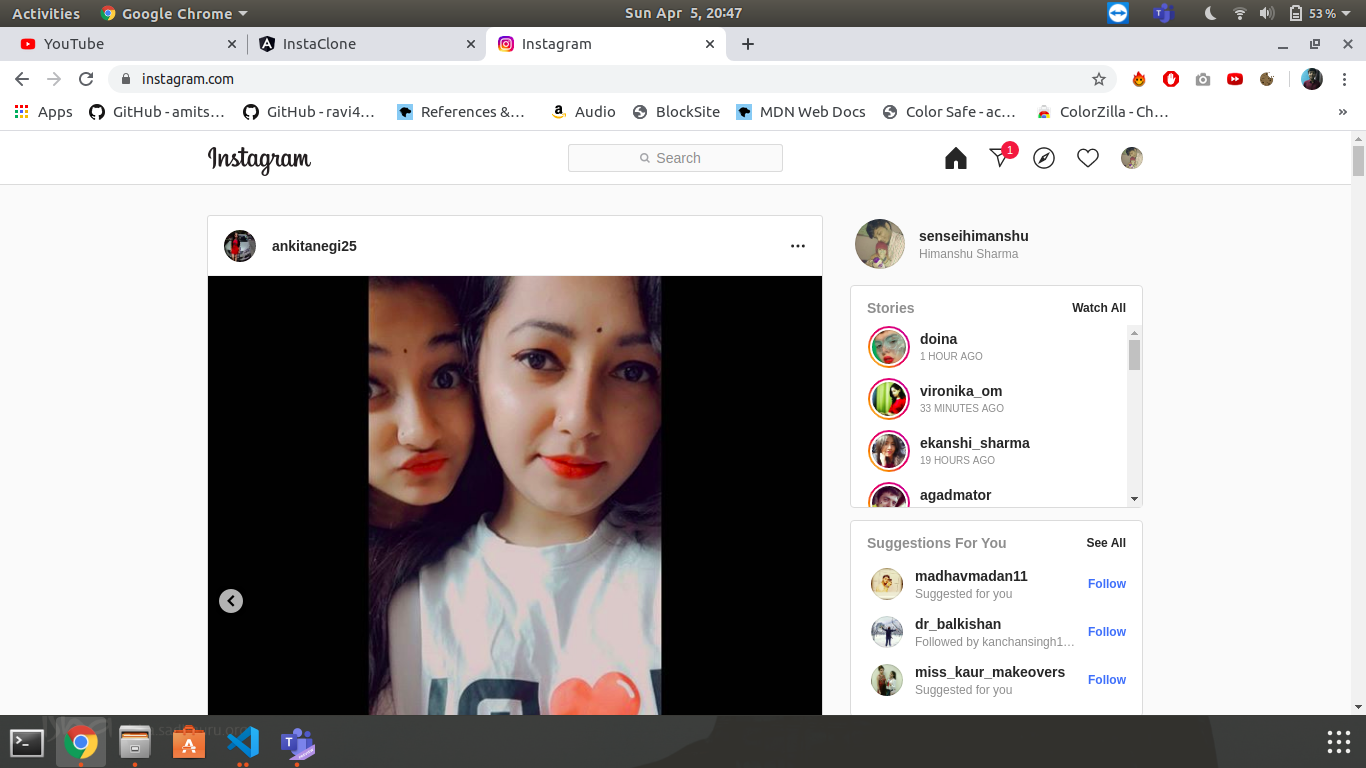 Activities Google Chrome Sun Apr 5, 20:47 53 %
YouTube InstaClone Instagram
instagram.com
Apps GitHub - amits… GitHub - ravi4… References &… Audio BlockSite MDN Web Docs Color Safe - ac… ColorZilla - Ch… »
Instagram Search 1
ankitanegi25
senseihimanshu
Himanshu Sharma
Stories Watch All
doina
1 HOUR AGO
vironika_om
33 MINUTES AGO
ekanshi_sharma
19 HOURS AGO
agadmator
Suggestions For You See All
madhavmadan11
Suggested for you
Follow
dr_balkishan
Followed by kanchansingh1…
Follow
miss_kaur_makeovers
Suggested for you
Follow